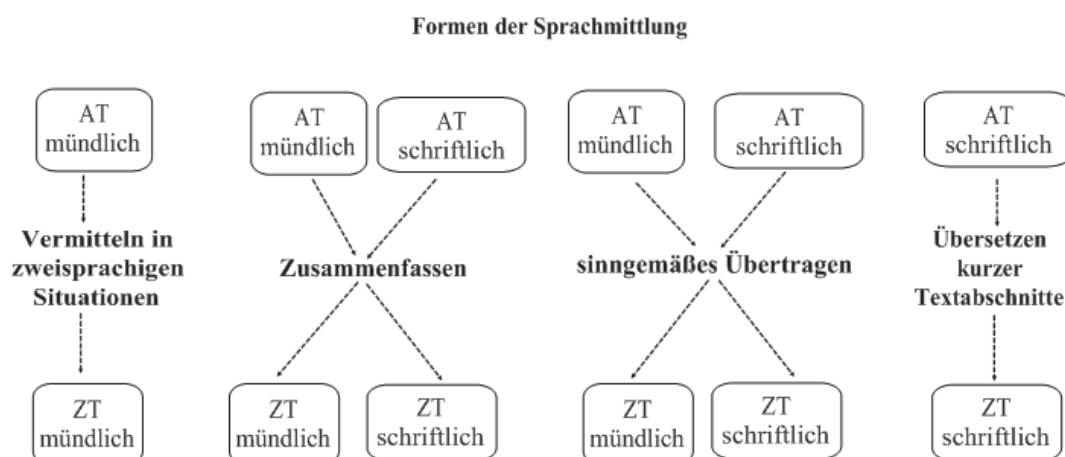 Formen der Sprachmittlung
AT
mündlich
AT
mündlich
AT
schriftlich
AT
mündlich
AT
schriftlich
AT
schriftlich
Vermitteln in
zweisprachigen
Situationen
Zusammenfassen
sinngemäßes Übertragen
Übersetzen
kurzer
Textabschnitte
ZT
mündlich
ZT
mündlich
ZT
schriftlich
ZT
mündlich
ZT
schriftlich
ZT
schriftlich